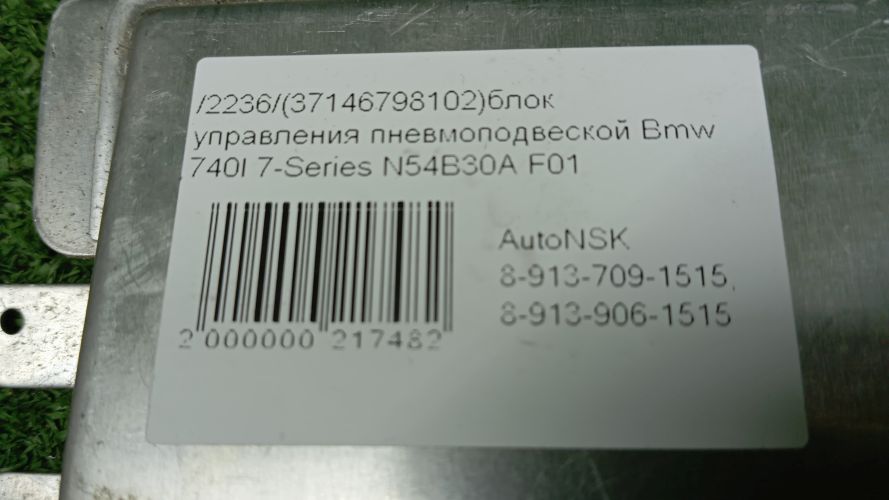 /2236/(37146798102)блок
управления пневмоподвеской Bmw
740I 7-Series N54B30A F01
AutoNSK
8-913-709-1515,
8-913-906-1515
2 000000 217482